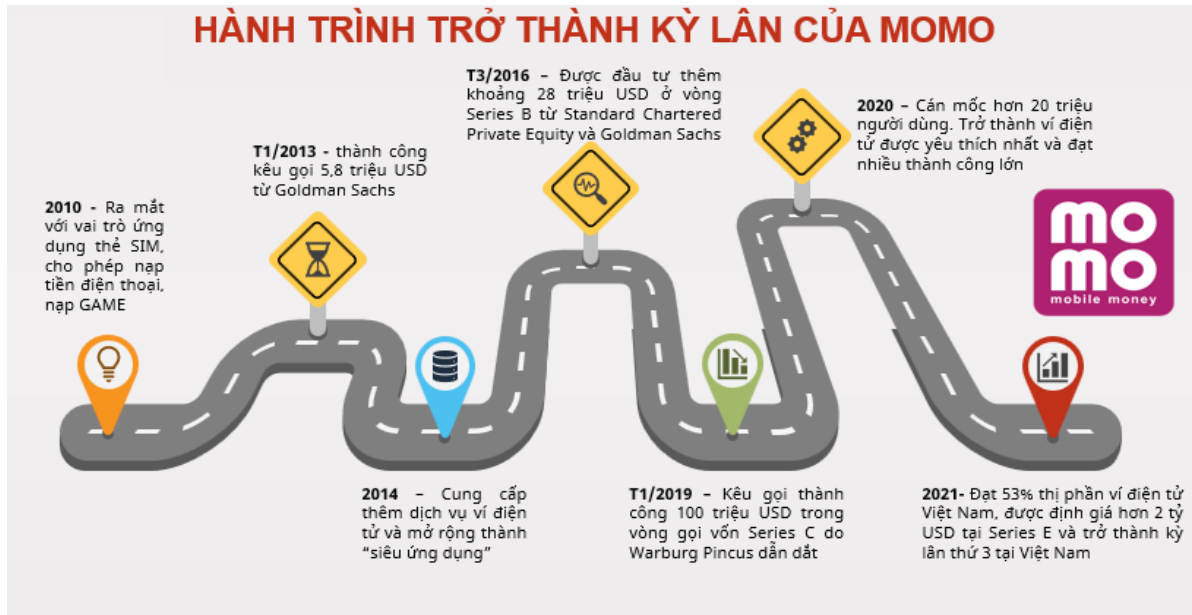 HÀNH TRÌNH TRỞ THÀNH KỲ LÂN CỦA MOMO
2010 - Ra mắt
với vai trò ứng
dụng thẻ SIM,
cho phép nạp
tiền điện thoại,
nạp GAME
T1/2013 - thành công
kêu gọi 5,8 triệu USD
từ Goldman Sachs
2014 – Cung cấp
thêm dịch vụ ví điện
tử và mở rộng thành
“siêu ứng dụng”
T3/2016 – Được đầu tư thêm
khoảng 28 triệu USD ở vòng
Series B từ Standard Chartered
Private Equity và Goldman Sachs
T1/2019 – Kêu gọi thành
công 100 triệu USD trong
vòng gọi vốn Series C do
Warburg Pincus dẫn dắt
2020 – Cán mốc hơn 20 triệu
người dùng. Trở thành ví điện
tử được yêu thích nhất và đạt
nhiều thành công lớn
mo
mo
mobile money
2021- Đạt 53% thị phần ví điện tử
Việt Nam, được định giá hơn 2 tỷ
USD tại Series E và trở thành kỳ
lân thứ 3 tại Việt Nam